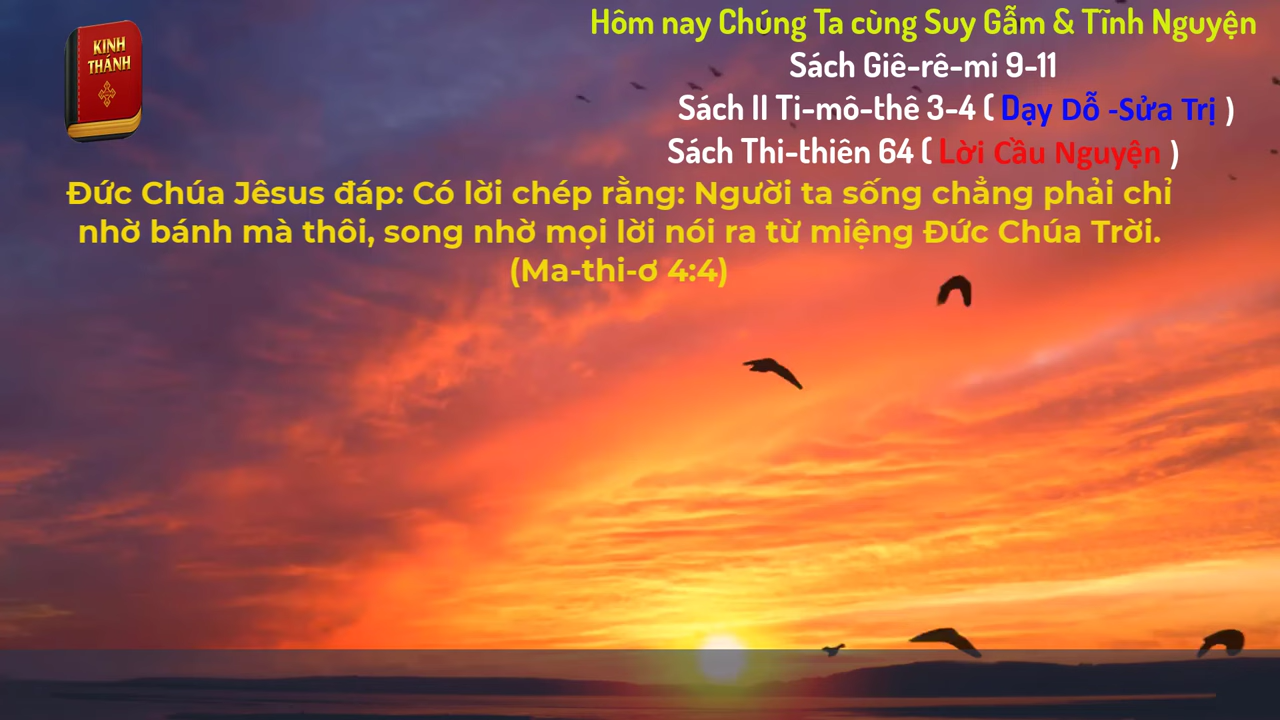 KINH
THÁNH
Hôm nay Chúng Ta cùng Suy Gẫm & Tĩnh Nguyện
Sách Giê-rê-mi 9-11
Sách II Ti-mô-thê 3-4 ( Dạy Dỗ -Sửa Trị )
Sách Thi-thiên 64 ( Lời Cầu Nguyện )
Đức Chúa Jêsus đáp: Có lời chép rằng: Người ta sống chẳng phải chỉ
nhờ bánh mà thôi, song nhờ mọi lời nói ra từ miệng Đức Chúa Trời.
(Ma-thi-ơ 4:4)